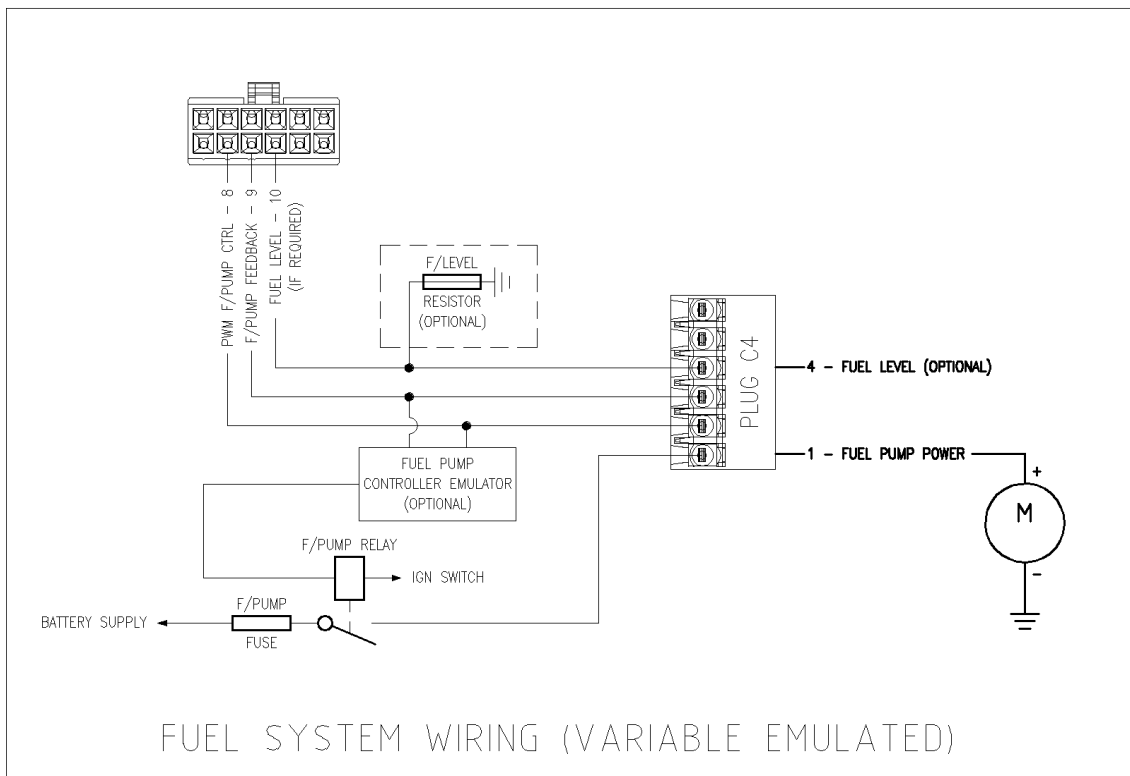 PWM F/PUMP CTRL - 8
F/PUMP FEEDBACK - 9
FUEL LEVEL - 10
(IF REQUIRED)
F/LEVEL
RESISTOR
(OPTIONAL)
PLUG C4
4 - FUEL LEVEL (OPTIONAL)
1 - FUEL PUMP POWER
+
M
-
FUEL PUMP
CONTROLLER EMULATOR
(OPTIONAL)
F/PUMP RELAY
IGN SWITCH
F/PUMP
BATTERY SUPPLY
FUSE
FUEL SYSTEM WIRING (VARIABLE EMULATED)